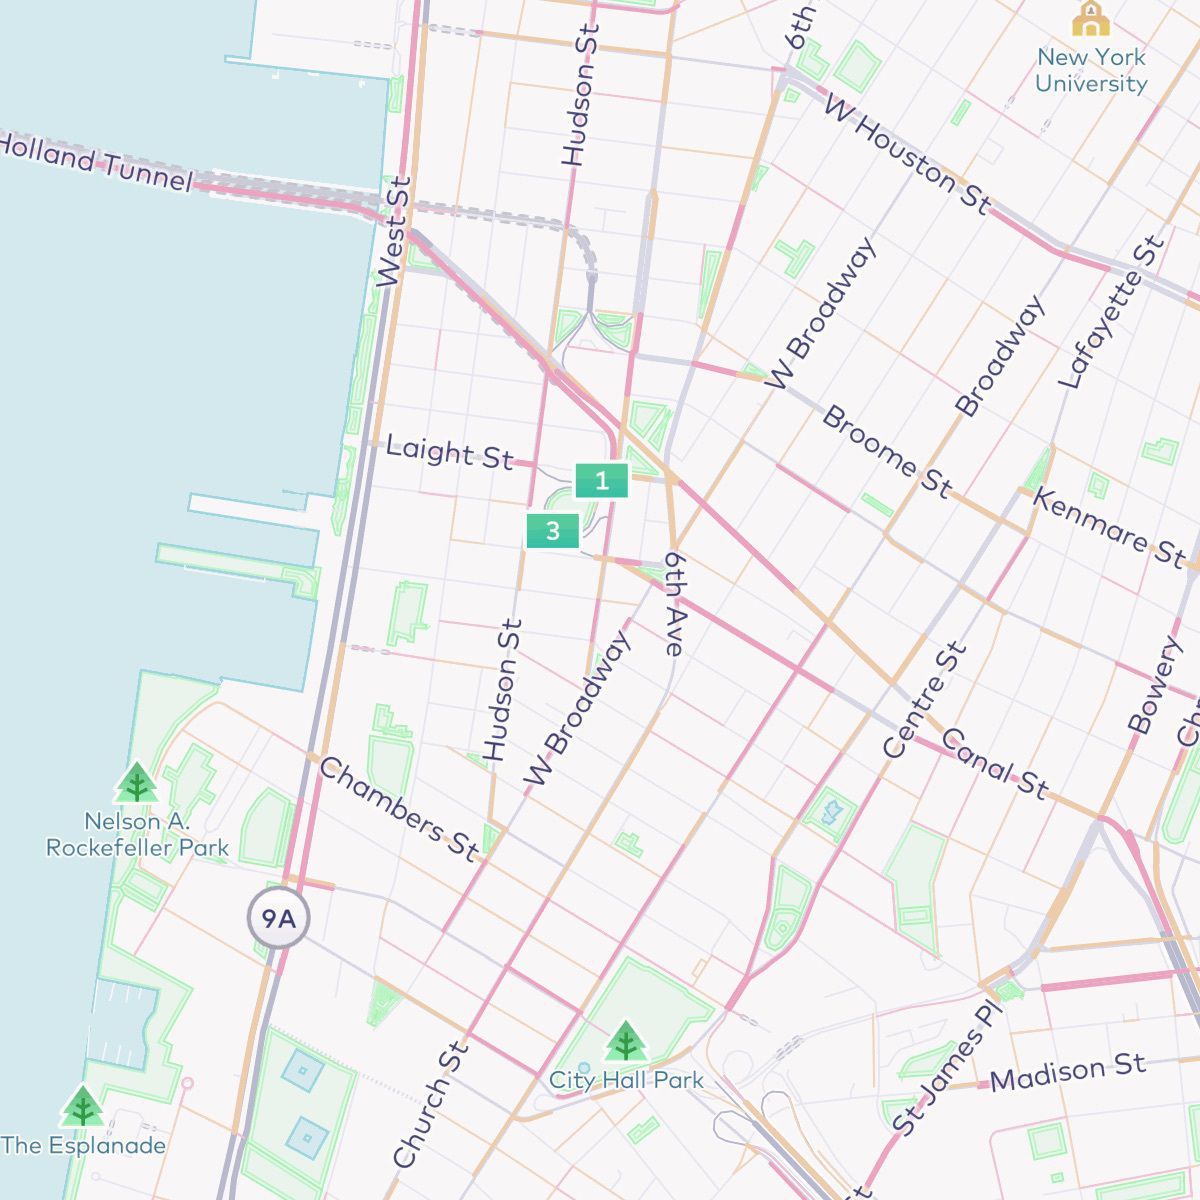 6th
New York
University
Hudson St
W Houston St
Holland Tunnel
West St
W Broadway
Broadway
Lafayette St
Laight St
Broome St
1
3
Kenmare St
6th Ave
Hudson St
W Broadway
Centre St
Canal St
Bowery
Chr
Chambers St
Nelson A.
Rockefeller Park
9A
City Hall Park
Church St
St James Pl
Madison St
The Esplanade